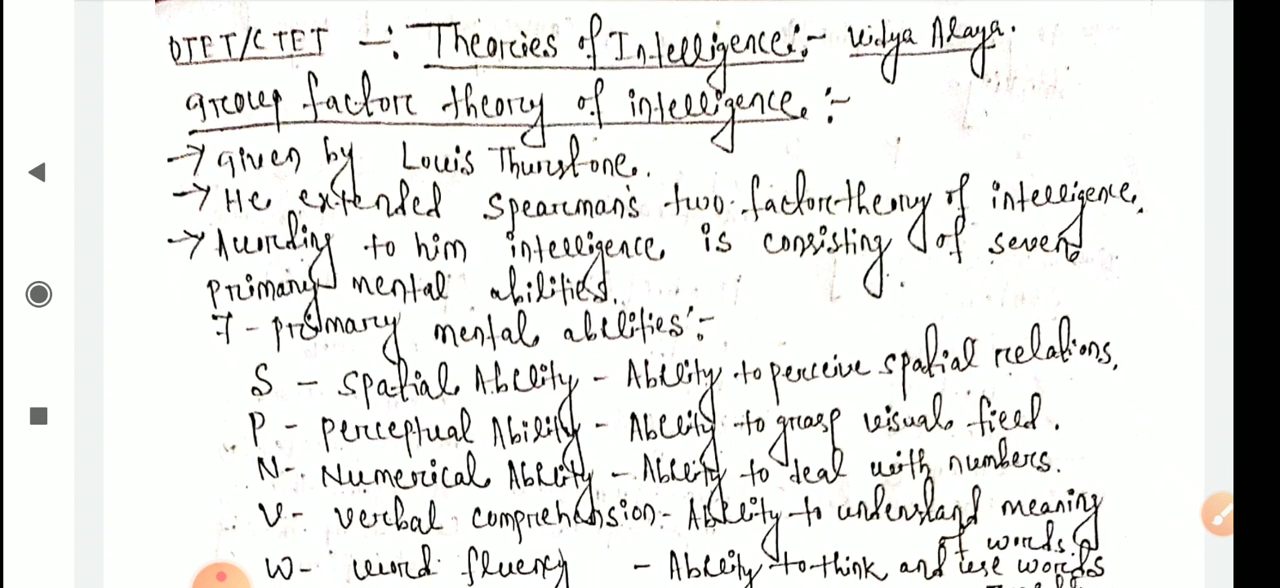 OTET/CTET -: Theories of Intelligence:- Vidya Alaya.
group factor theory of intelligence :-
→ given by Louis Thurstone.
→ He extended spearman's two-factor theory of intelligence.
→ According to him intelligence is consisting of seven
primary mental abilities.
7 - primary mental abilities :-
S - spatial Ability - Ability to perceive spatial relations.
P - perceptual Ability - Ability to grasp visual field.
N - Numerical Ability - Ability to deal with numbers.
V - verbal comprehension - Ability to understand meaning
of words.
W - word fluency - Ability to think and use words